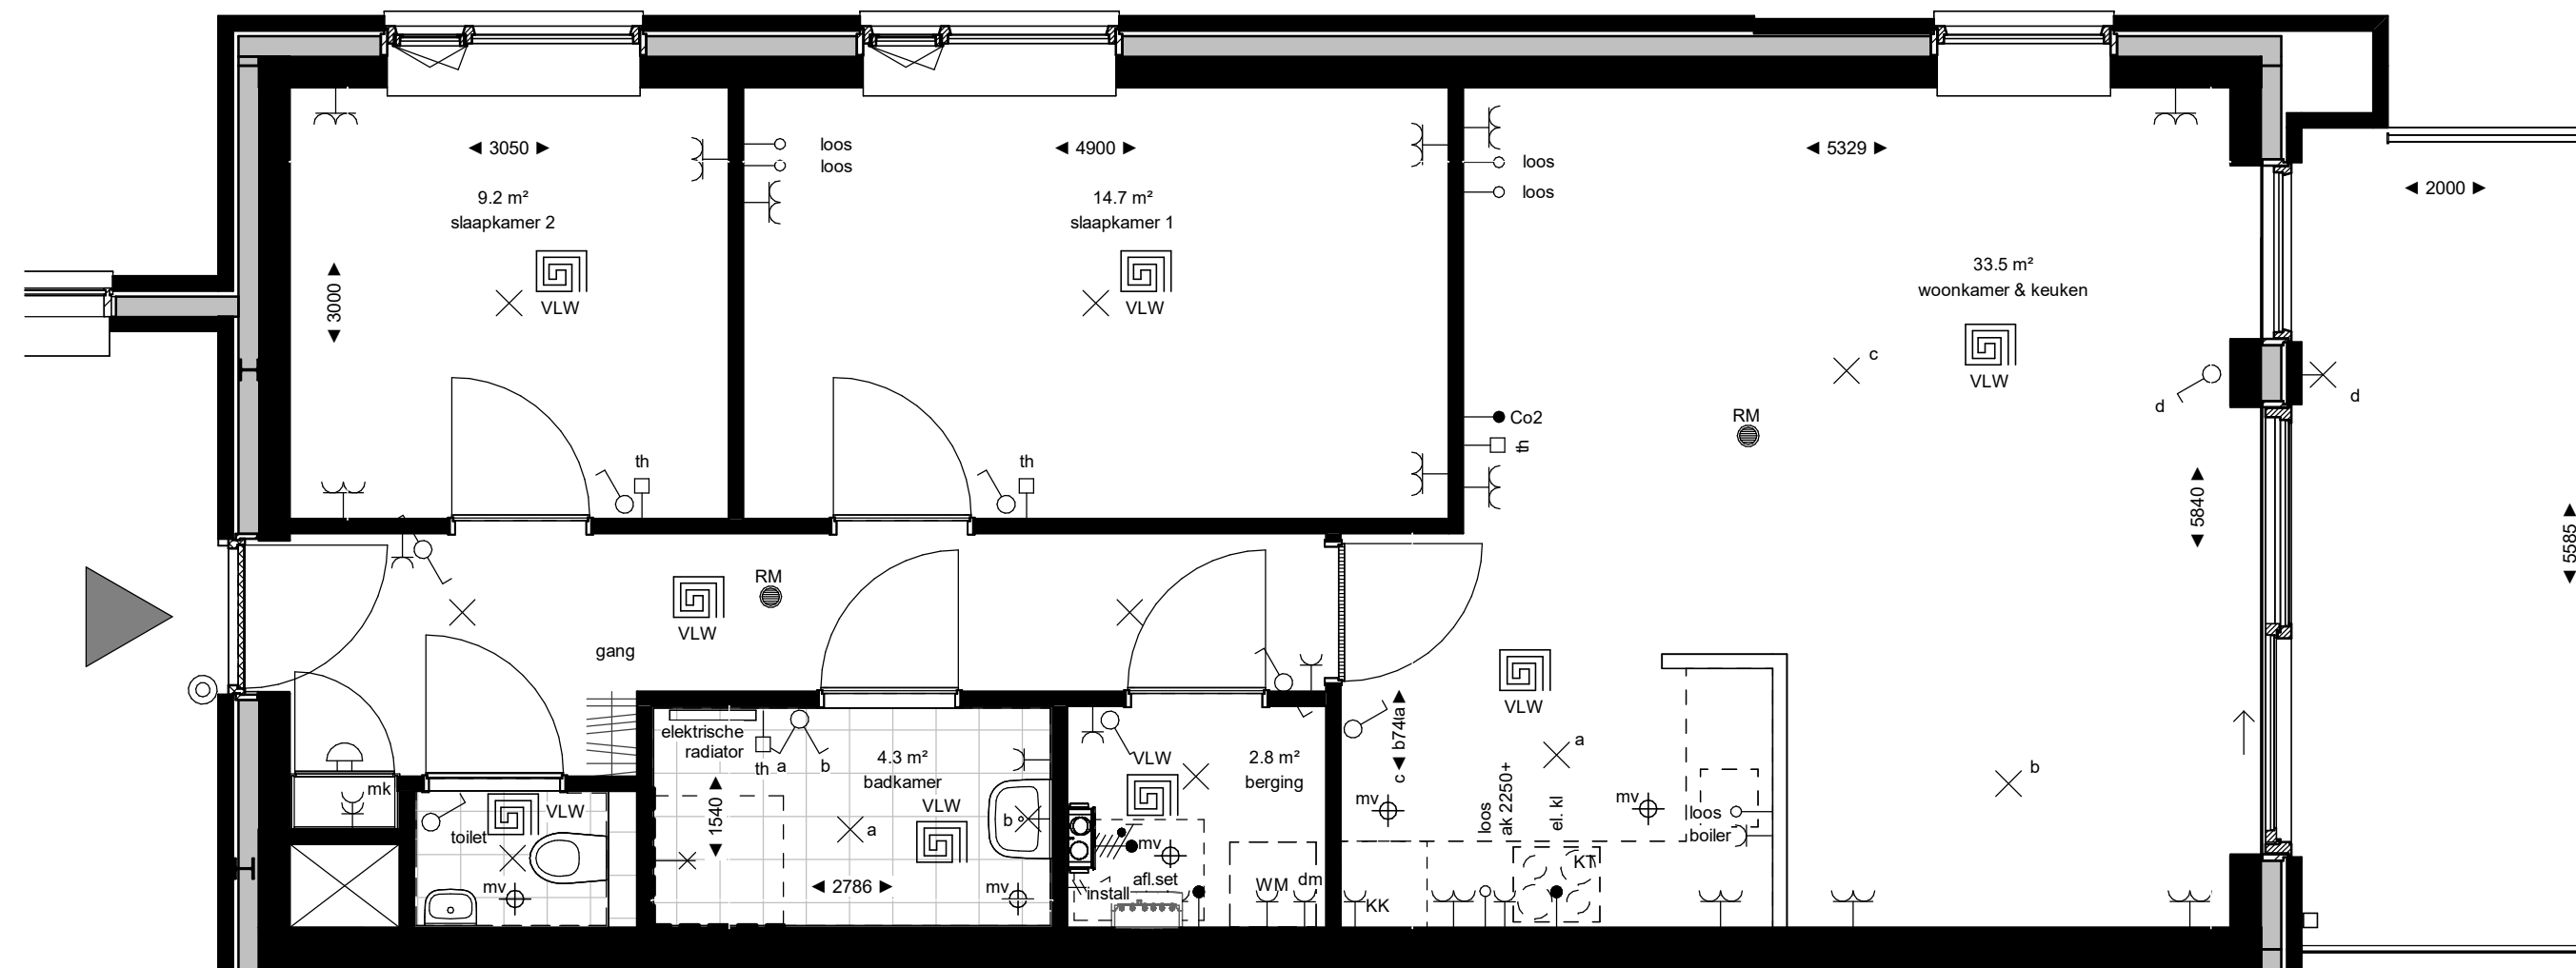 ◄ 3050 ►
9.2 m²
slaapkamer 2
◄ 3000 ►
VLW
th
loos
loos
◄ 4900 ►
14.7 m²
slaapkamer 1
VLW
th
loos
loos
◄ 5329 ►
33.5 m²
woonkamer & keuken
VLW
c
RM
Co2
th
d
d
◄ 2000 ►
◄ 5840 ►
◄ 5585 ►
RM
VLW
gang
mk
VLW
toilet
mv
elektrische
radiator
th
a
b
4.3 m²
badkamer
◄ 1540 ►
VLW
a
b
◄ 2786 ►
mv
VLW
2.8 m²
berging
mv
afl.set
install
WM
dm
c
VLW
a
mv
loos
ak 2250+
el. kl
mv
loos
boiler
b
KT
KK